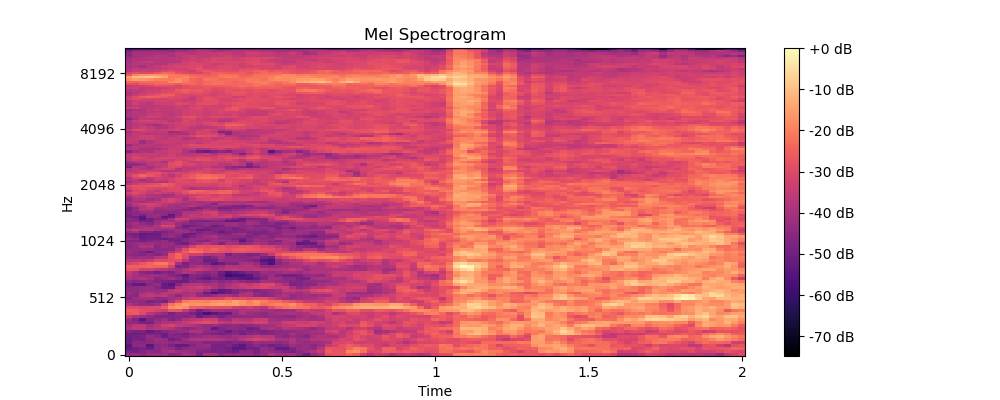 Mel Spectrogram
Hz
8192
4096
2048
1024
512
0
0 0.5 1 1.5 2
Time
+0 dB
-10 dB
-20 dB
-30 dB
-40 dB
-50 dB
-60 dB
-70 dB